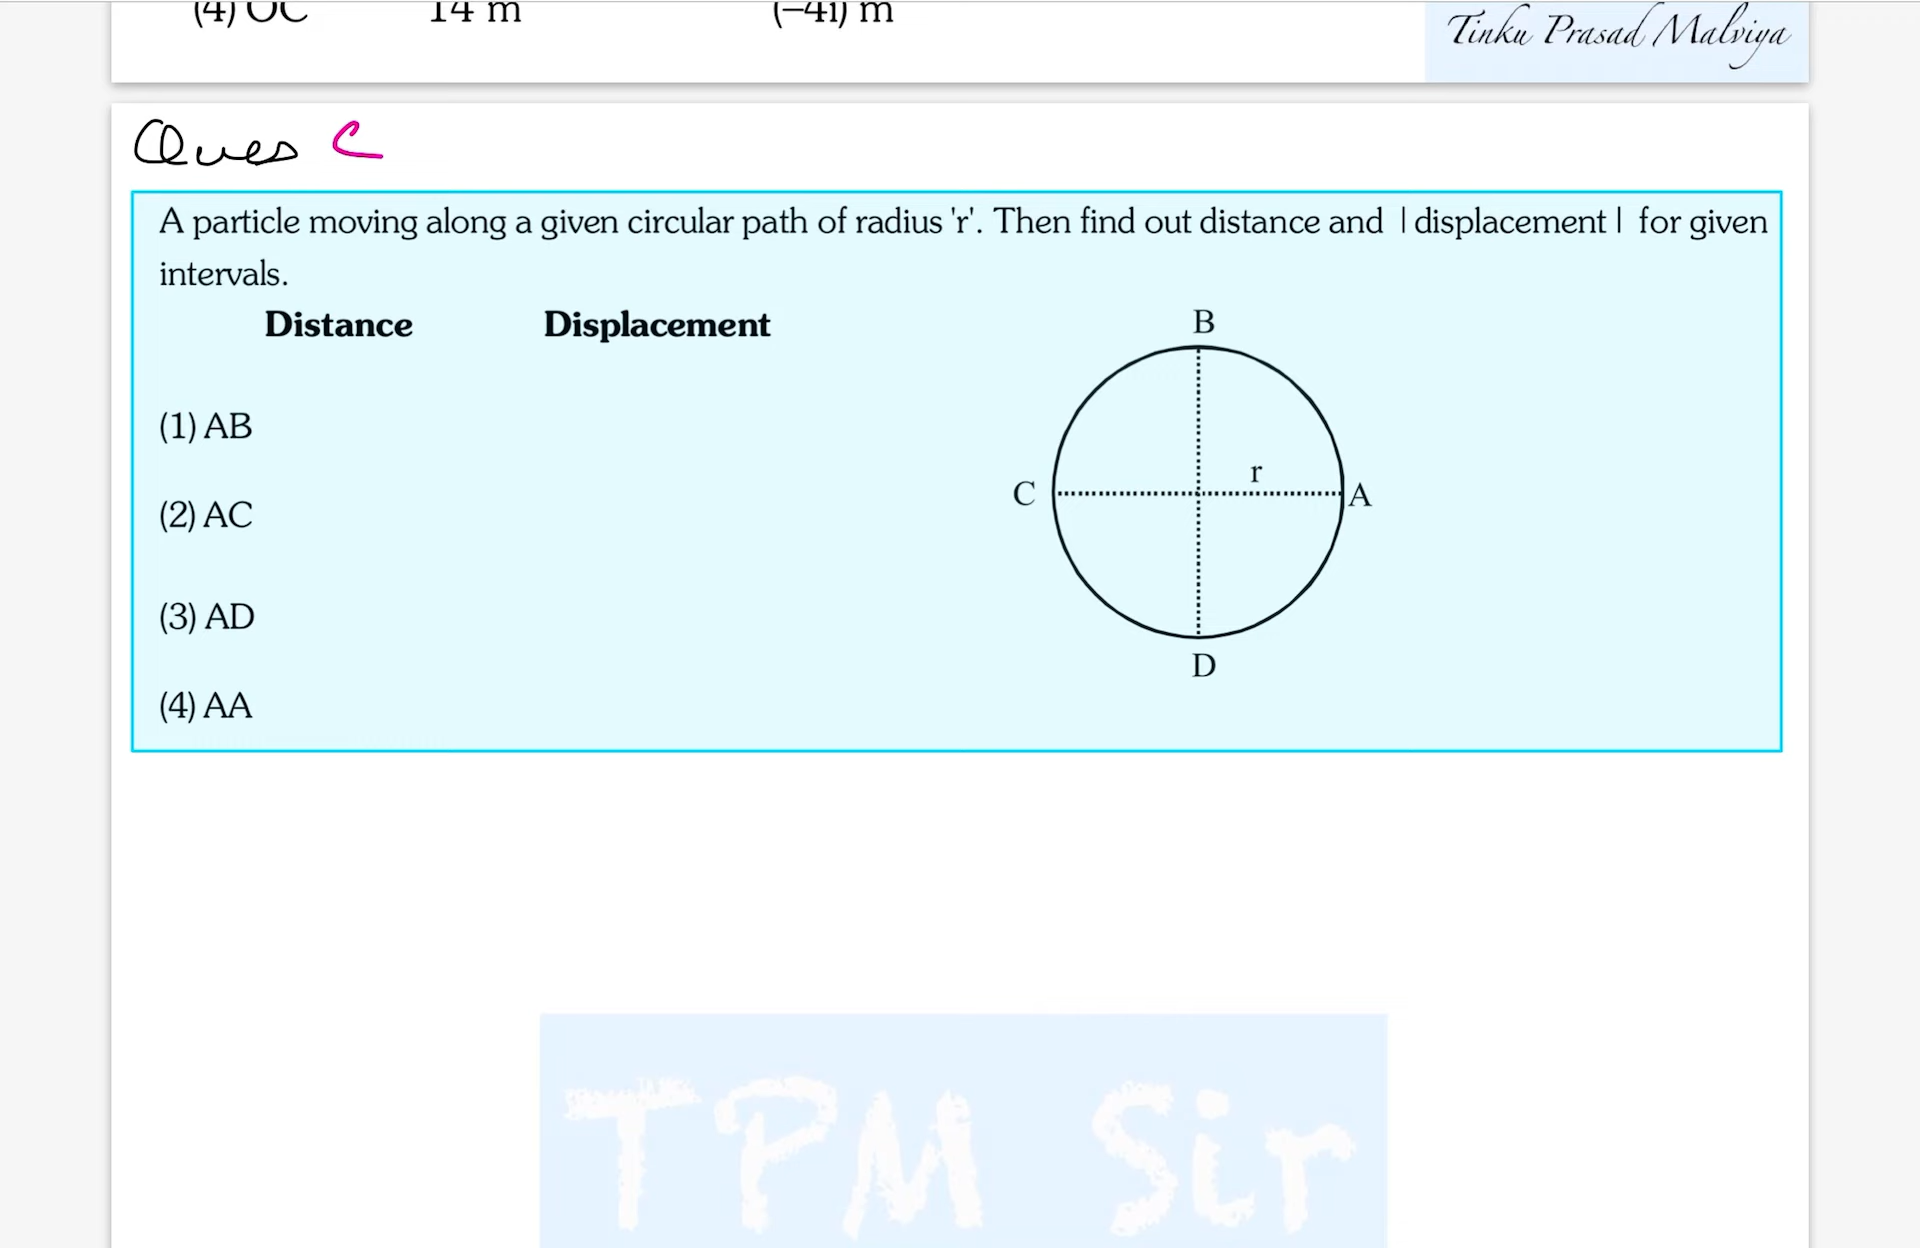 (4) OC 14 m (–4i) m
Tinku Prasad Malviya
Ques
A particle moving along a given circular path of radius 'r'. Then find out distance and |displacement| for given
intervals.
Distance Displacement
B
(1) AB
r
C A
(2) AC
(3) AD
D
(4) AA
TPM Sir